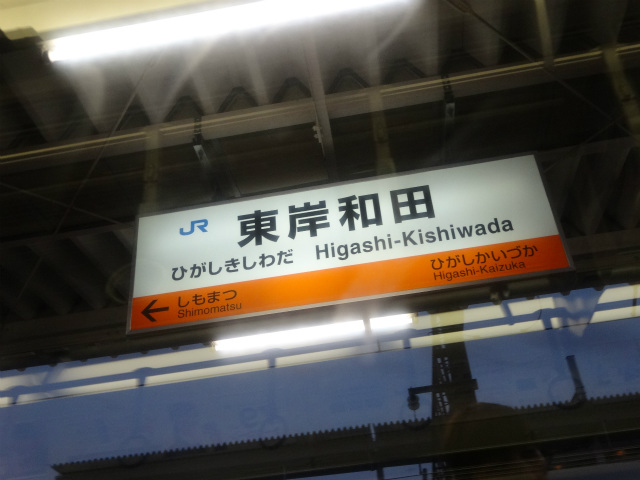 JR 東岸和田
ひがしきしわだ Higashi-Kishiwada
← しもまつ ひがしかいづか
Shimomatsu Higashi-Kaizuka